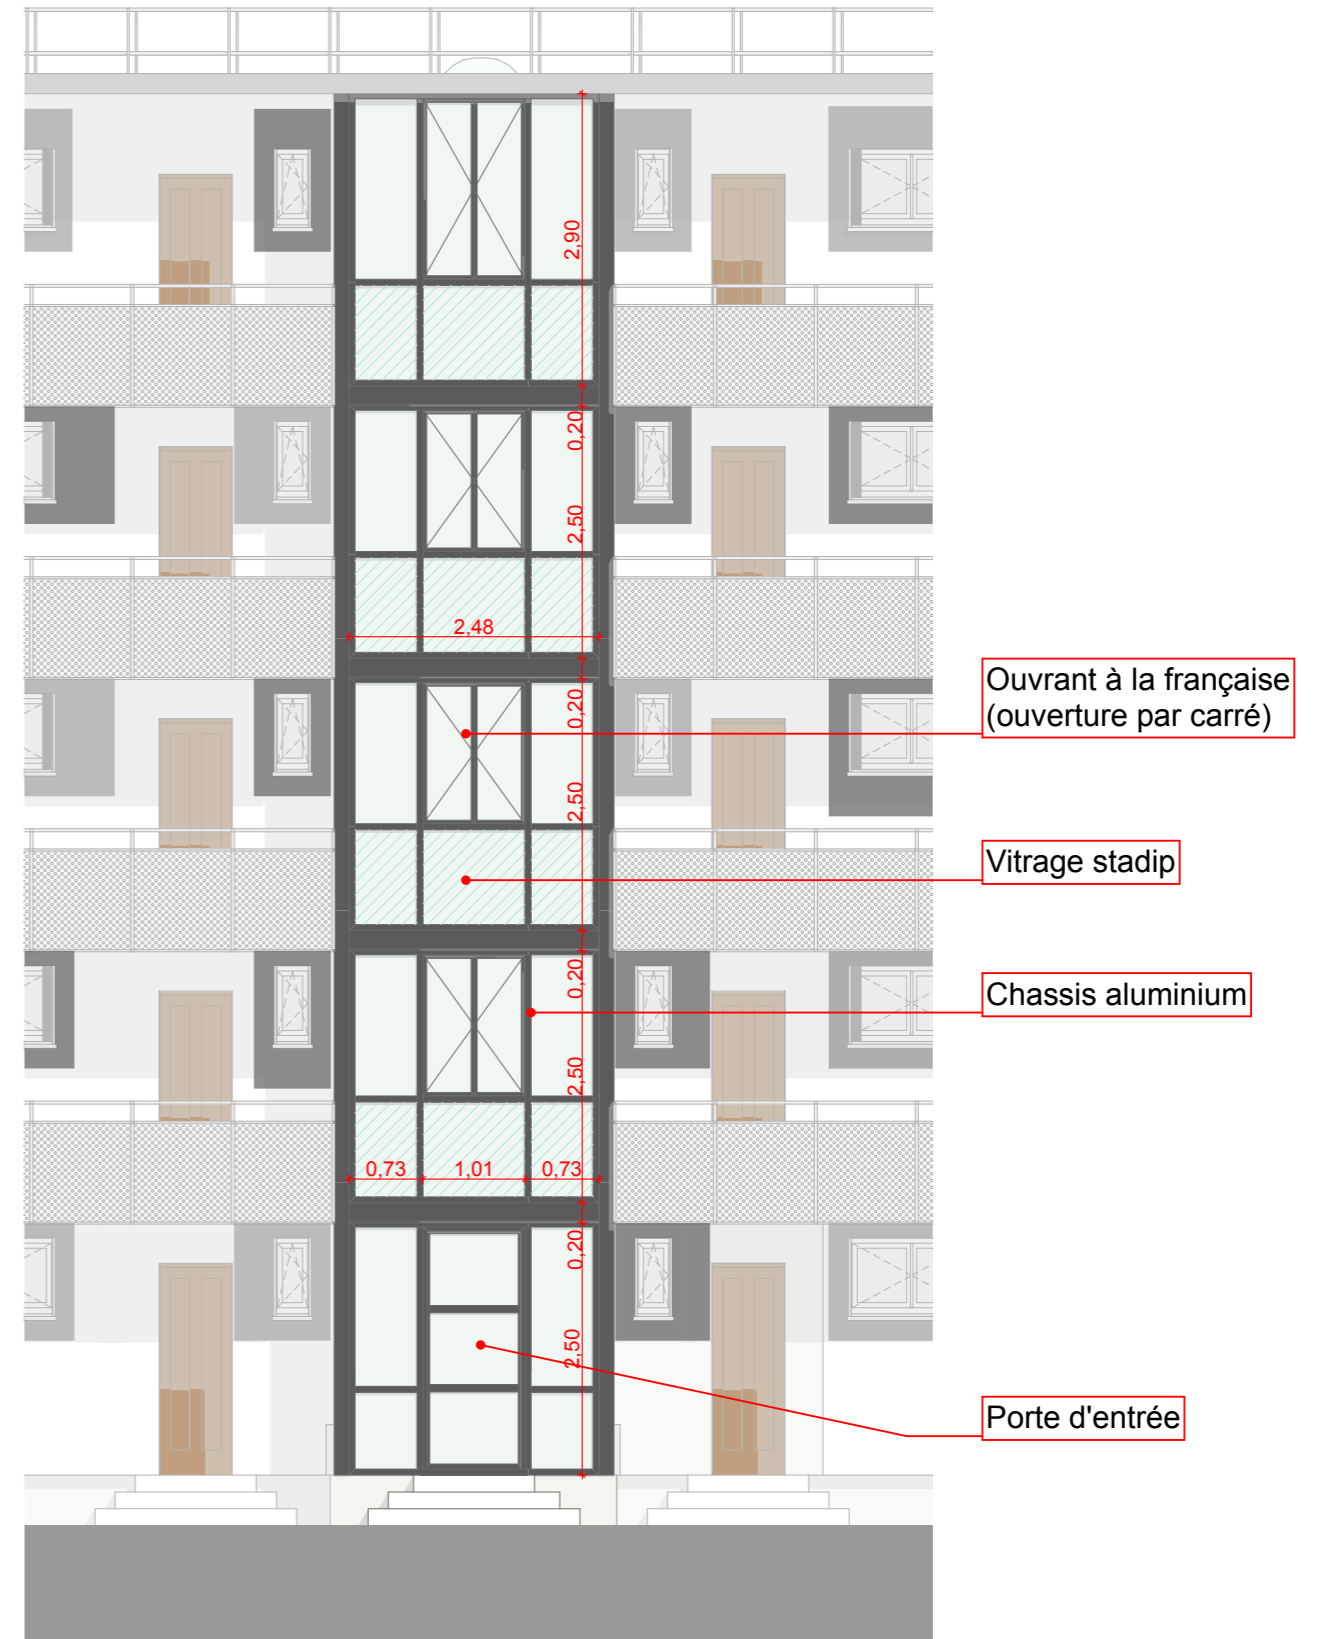 2,90
0,20
2,50
2,48
Ouvrant à la française
(ouverture par carré)
0,20
2,50
Vitrage stadip
0,20
Chassis aluminium
2,50
0,73
1,01
0,73
0,20
2,50
Porte d'entrée